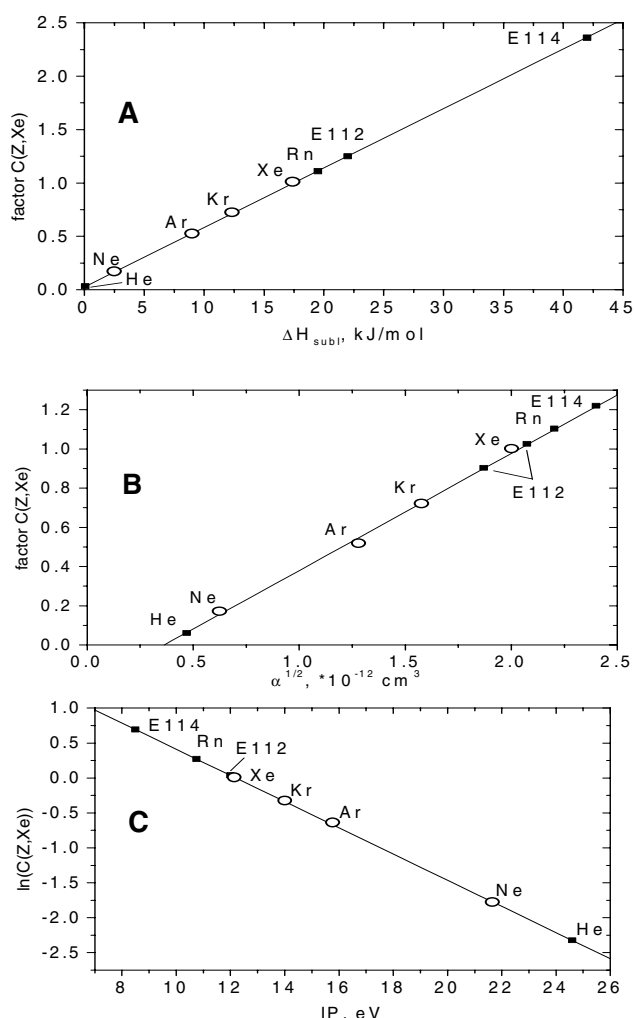 2.5
2.0
1.5
1.0
0.5
0.0
factor C(Z,Xe)
A
E114
E112
Rn
Xe
Kr
Ar
Ne
He
0 5 10 15 20 25 30 35 40 45
ΔH subl, kJ/mol
1.2
1.0
0.8
0.6
0.4
0.2
0.0
factor C(Z,Xe)
B
E114
Rn
Xe
E112
Kr
Ar
Ne
He
0.0 0.5 1.0 1.5 2.0 2.5
α^1/2, *10^-12 cm^3
1.0
0.5
0.0
-0.5
-1.0
-1.5
-2.0
-2.5
ln(C(Z,Xe))
C
E114
Rn
E112
Xe
Kr
Ar
Ne
He
8 10 12 14 16 18 20 22 24 26
IP, eV